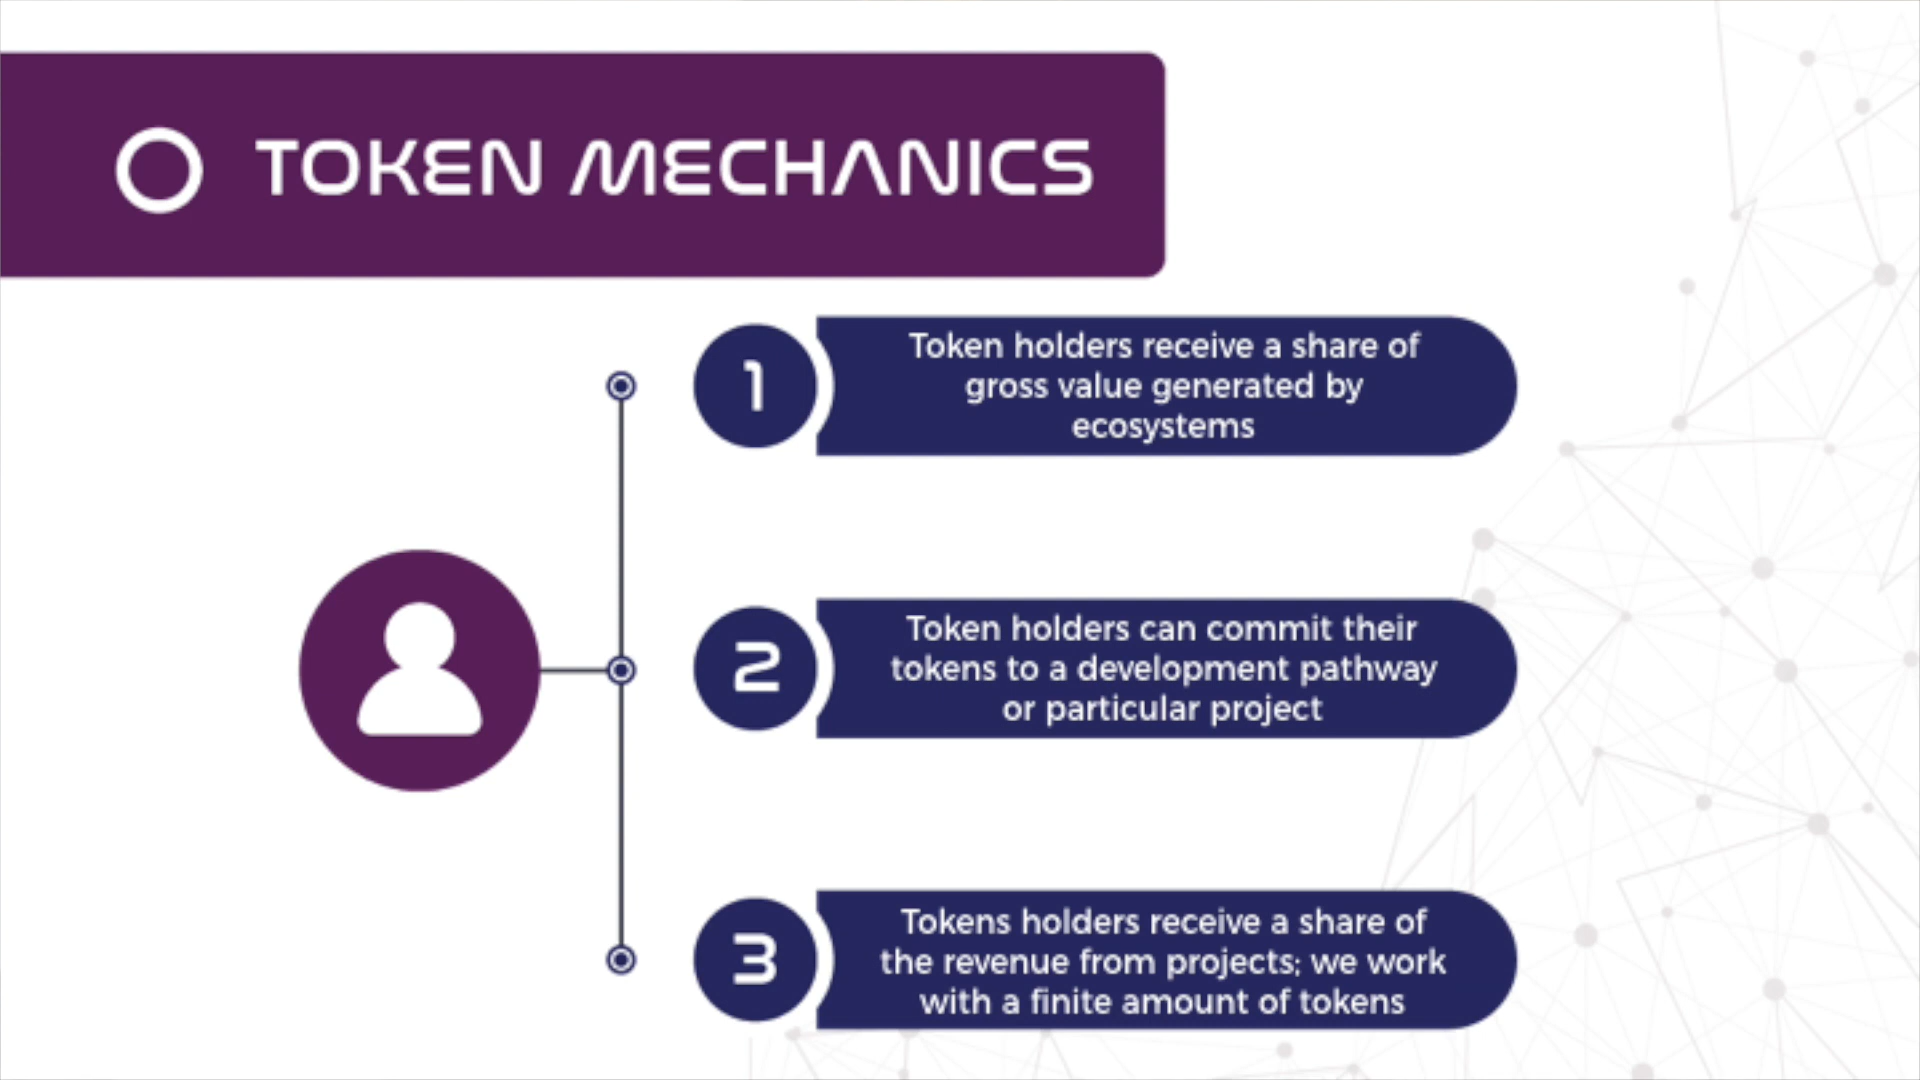 TOKEN MECHANICS
1
Token holders receive a share of
gross value generated by
ecosystems
2
Token holders can commit their
tokens to a development pathway
or particular project
3
Tokens holders receive a share of
the revenue from projects; we work
with a finite amount of tokens